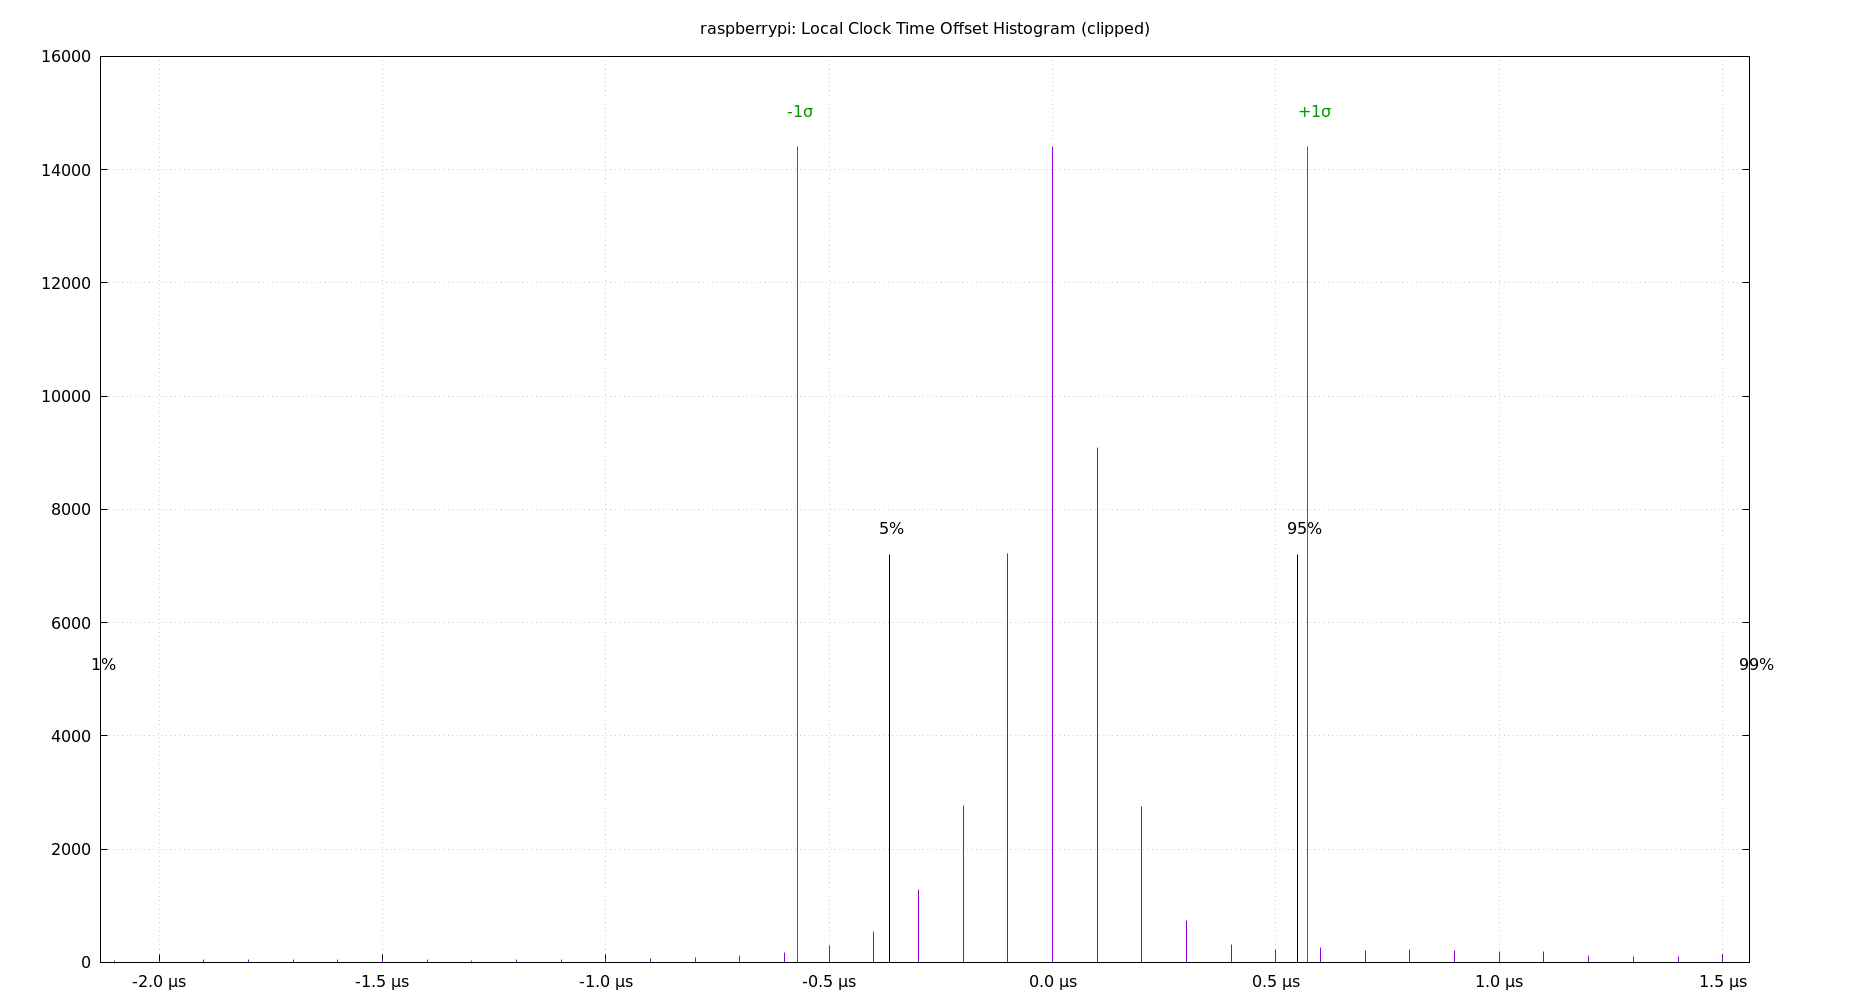 raspberrypi: Local Clock Time Offset Histogram (clipped)
16000
-1σ
+1σ
14000
12000
10000
8000
5%
95%
6000
1%
99%
4000
2000
0
-2.0 μs
-1.5 μs
-1.0 μs
-0.5 μs
0.0 μs
0.5 μs
1.0 μs
1.5 μs